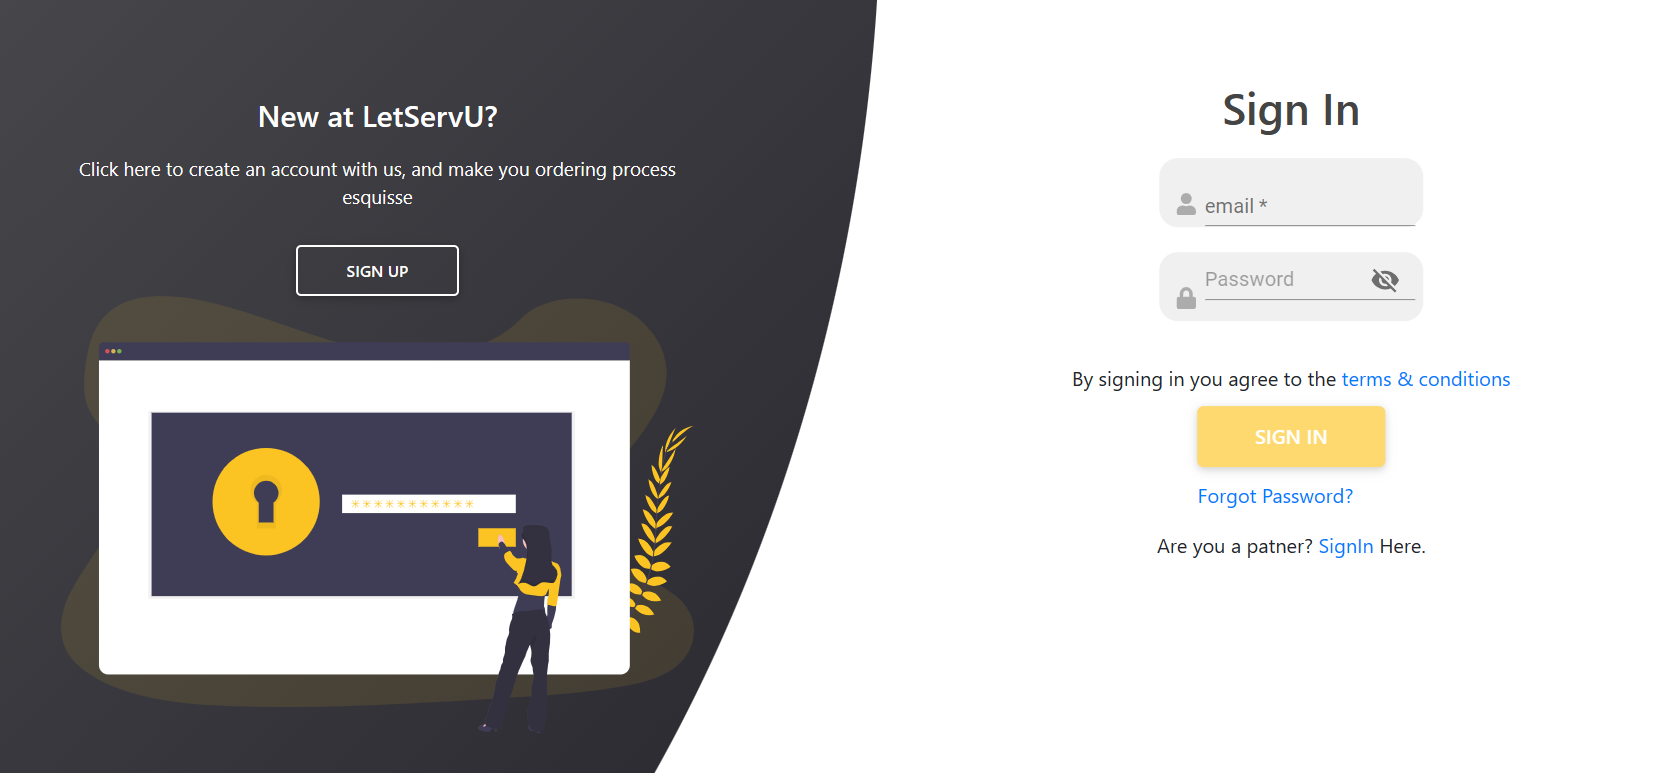 New at LetServU?
Click here to create an account with us, and make you ordering process
esquisse
SIGN UP
Sign In
email *
Password
By signing in you agree to the terms & conditions
SIGN IN
Forgot Password?
Are you a patner? SignIn Here.